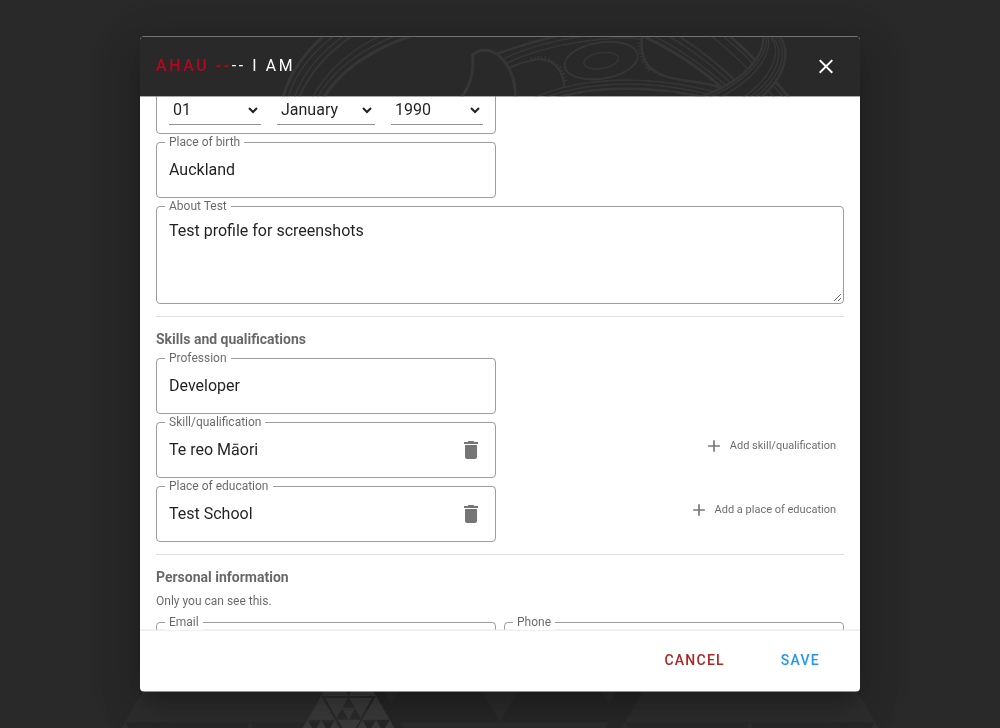 AHAU ---- I AM
01 January 1990
Place of birth
Auckland
About Test
Test profile for screenshots
Skills and qualifications
Profession
Developer
Skill/qualification
Te reo Māori
Add skill/qualification
Place of education
Test School
Add a place of education
Personal information
Only you can see this.
Email Phone
CANCEL SAVE